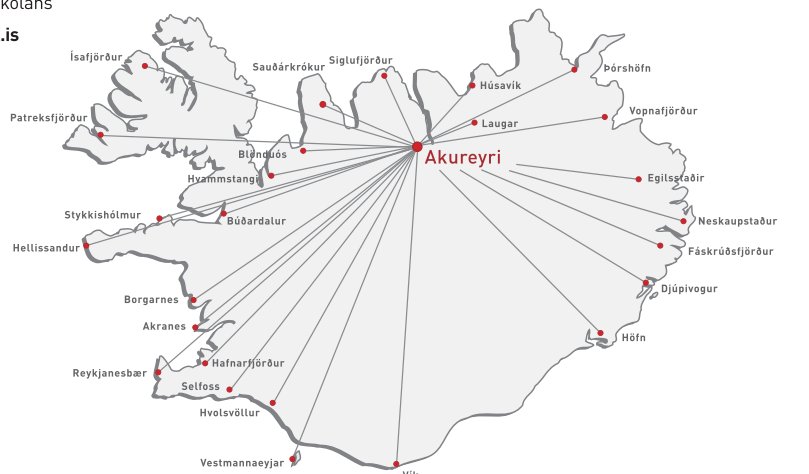 kólans
.is
Ísafjörður
Sauðárkrókur
Siglufjörður
Þórshöfn
Húsavík
Patreksfjörður
Vopnafjörður
Laugar
Blönduós
Akureyri
Hvammstangi
Egilsstaðir
Stykkishólmur
Búðardalur
Neskaupstaður
Hellissandur
Fáskrúðsfjörður
Djúpivogur
Borgarnes
Akranes
Höfn
Hafnarfjörður
Reykjanesbær
Selfoss
Hvolsvöllur
Vestmannaeyjar